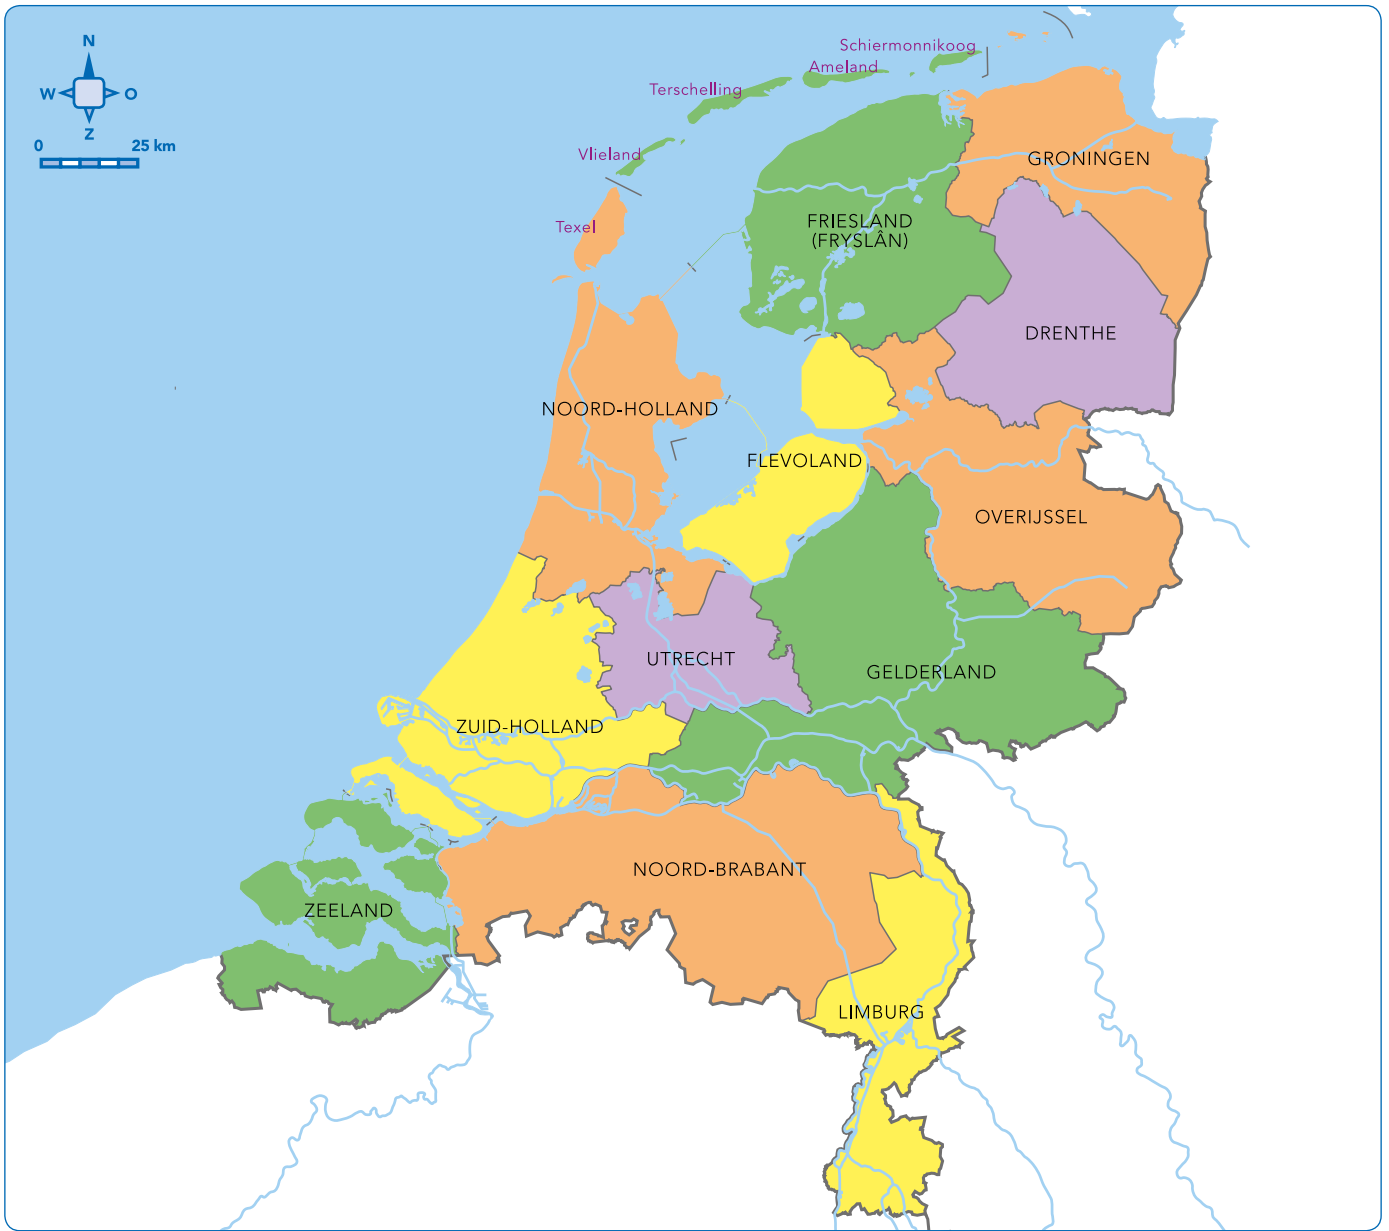 N
W
O
Z
0
25 km
Schiermonnikoog
Ameland
Terschelling
Vlieland
Texel
GRONINGEN
FRIESLAND
(FRYSLÂN)
DRENTHE
NOORD-HOLLAND
FLEVOLAND
OVERIJSSEL
UTRECHT
GELDERLAND
ZUID-HOLLAND
NOORD-BRABANT
ZEELAND
LIMBURG